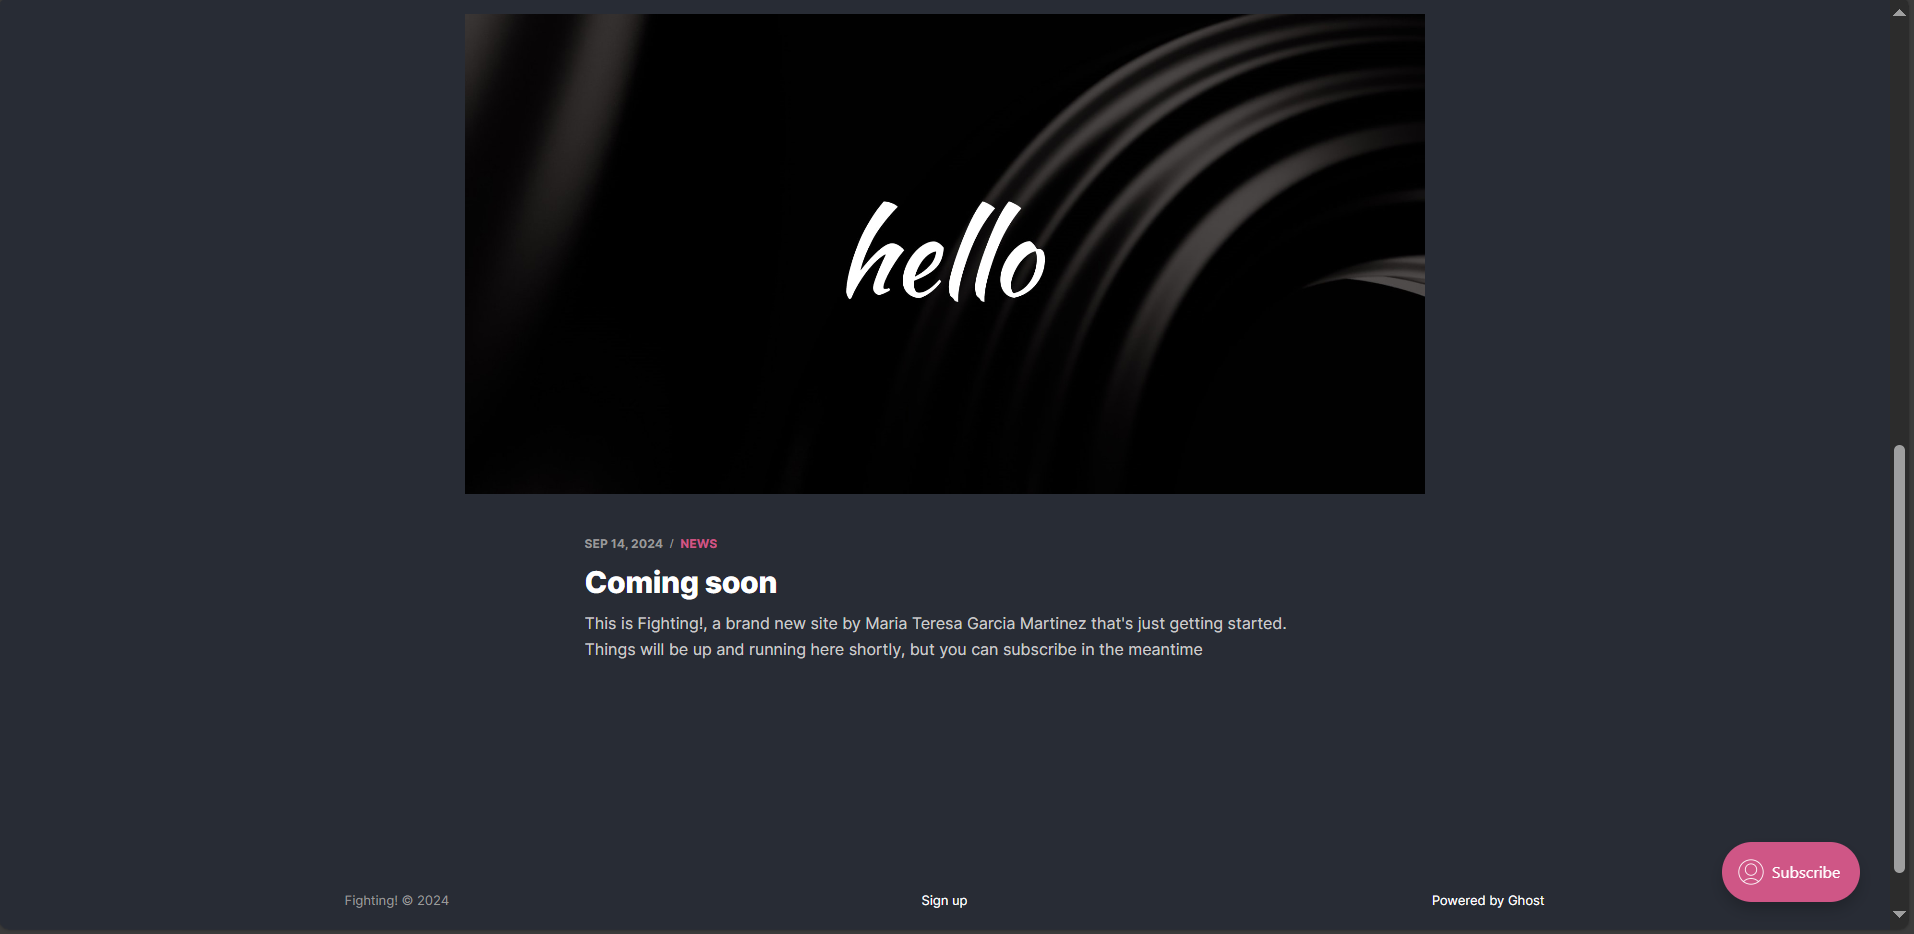 hello
SEP 14, 2024 / NEWS
Coming soon
This is Fighting!, a brand new site by Maria Teresa Garcia Martinez that's just getting started.
Things will be up and running here shortly, but you can subscribe in the meantime
Subscribe
Fighting! © 2024
Sign up
Powered by Ghost